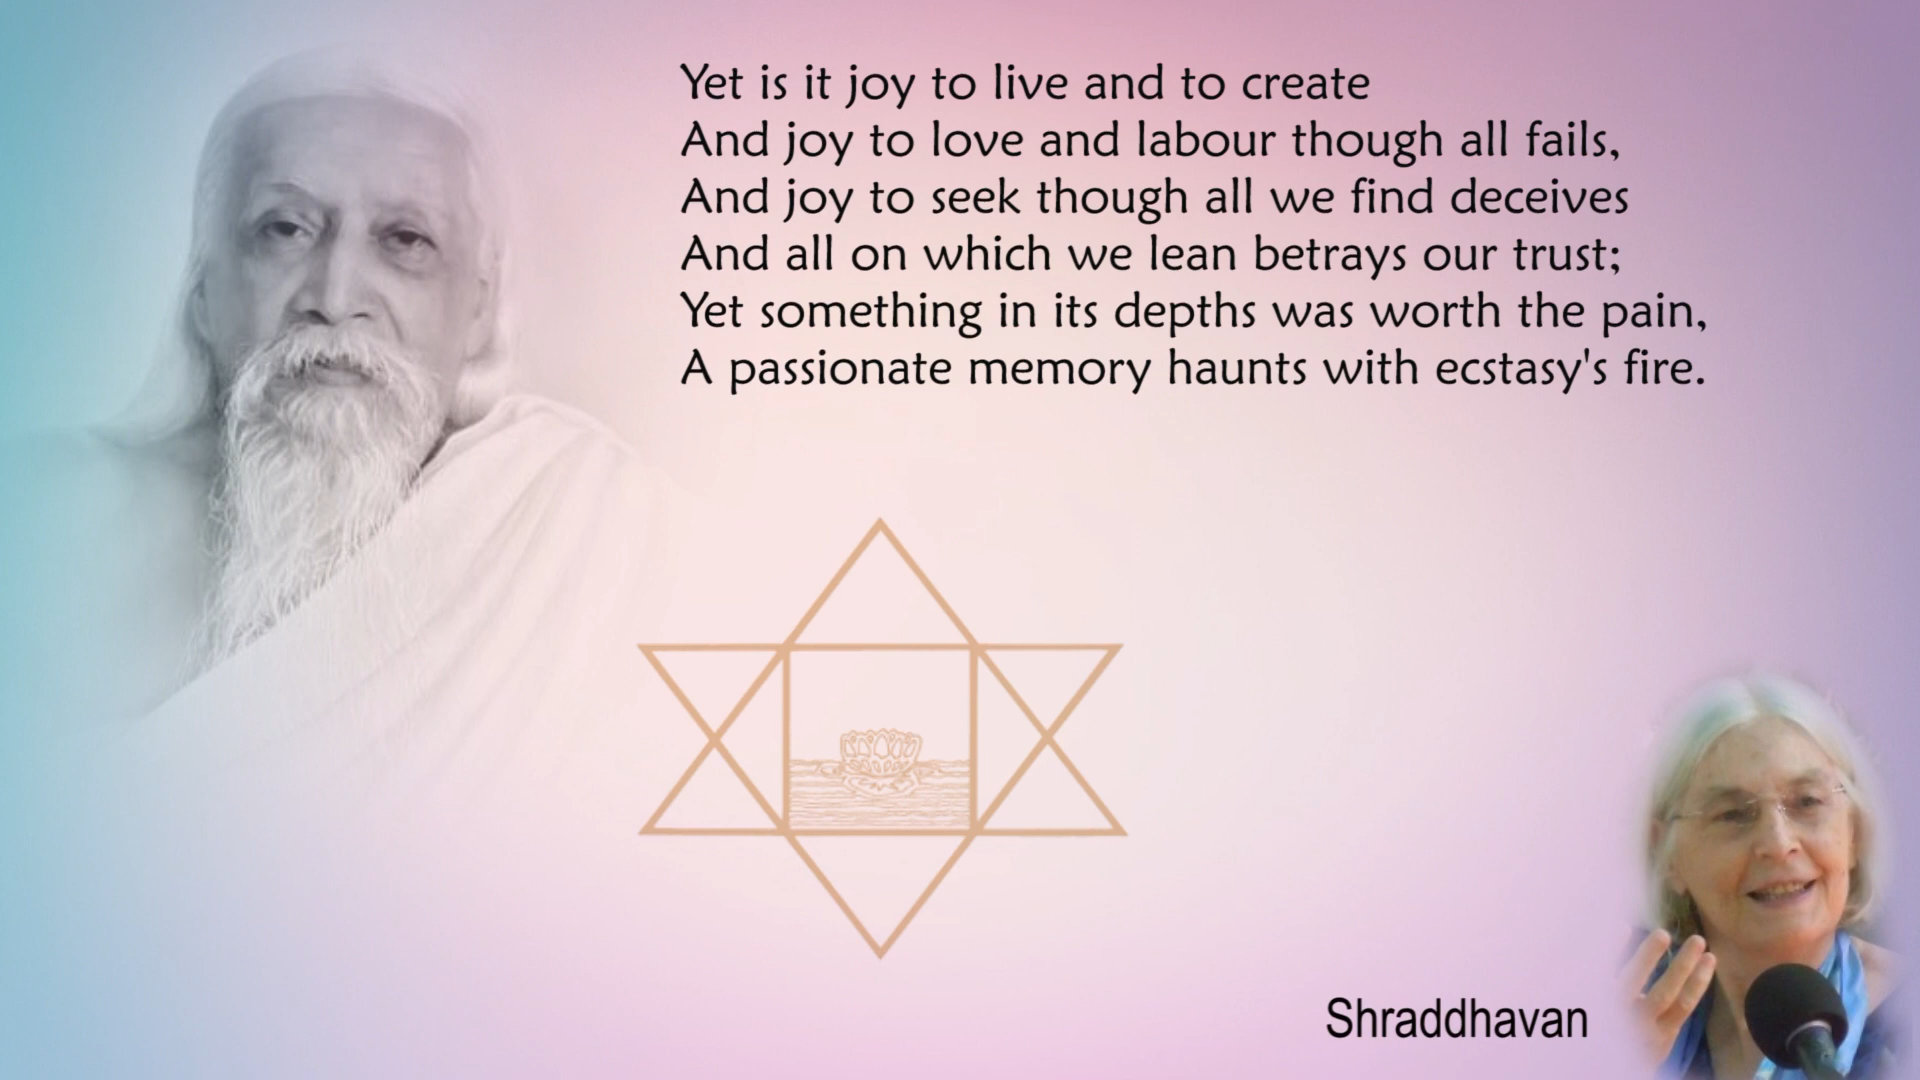 Yet is it joy to live and to create
And joy to love and labour though all fails,
And joy to seek though all we find deceives
And all on which we lean betrays our trust;
Yet something in its depths was worth the pain,
A passionate memory haunts with ecstasy's fire.
Shraddhavan